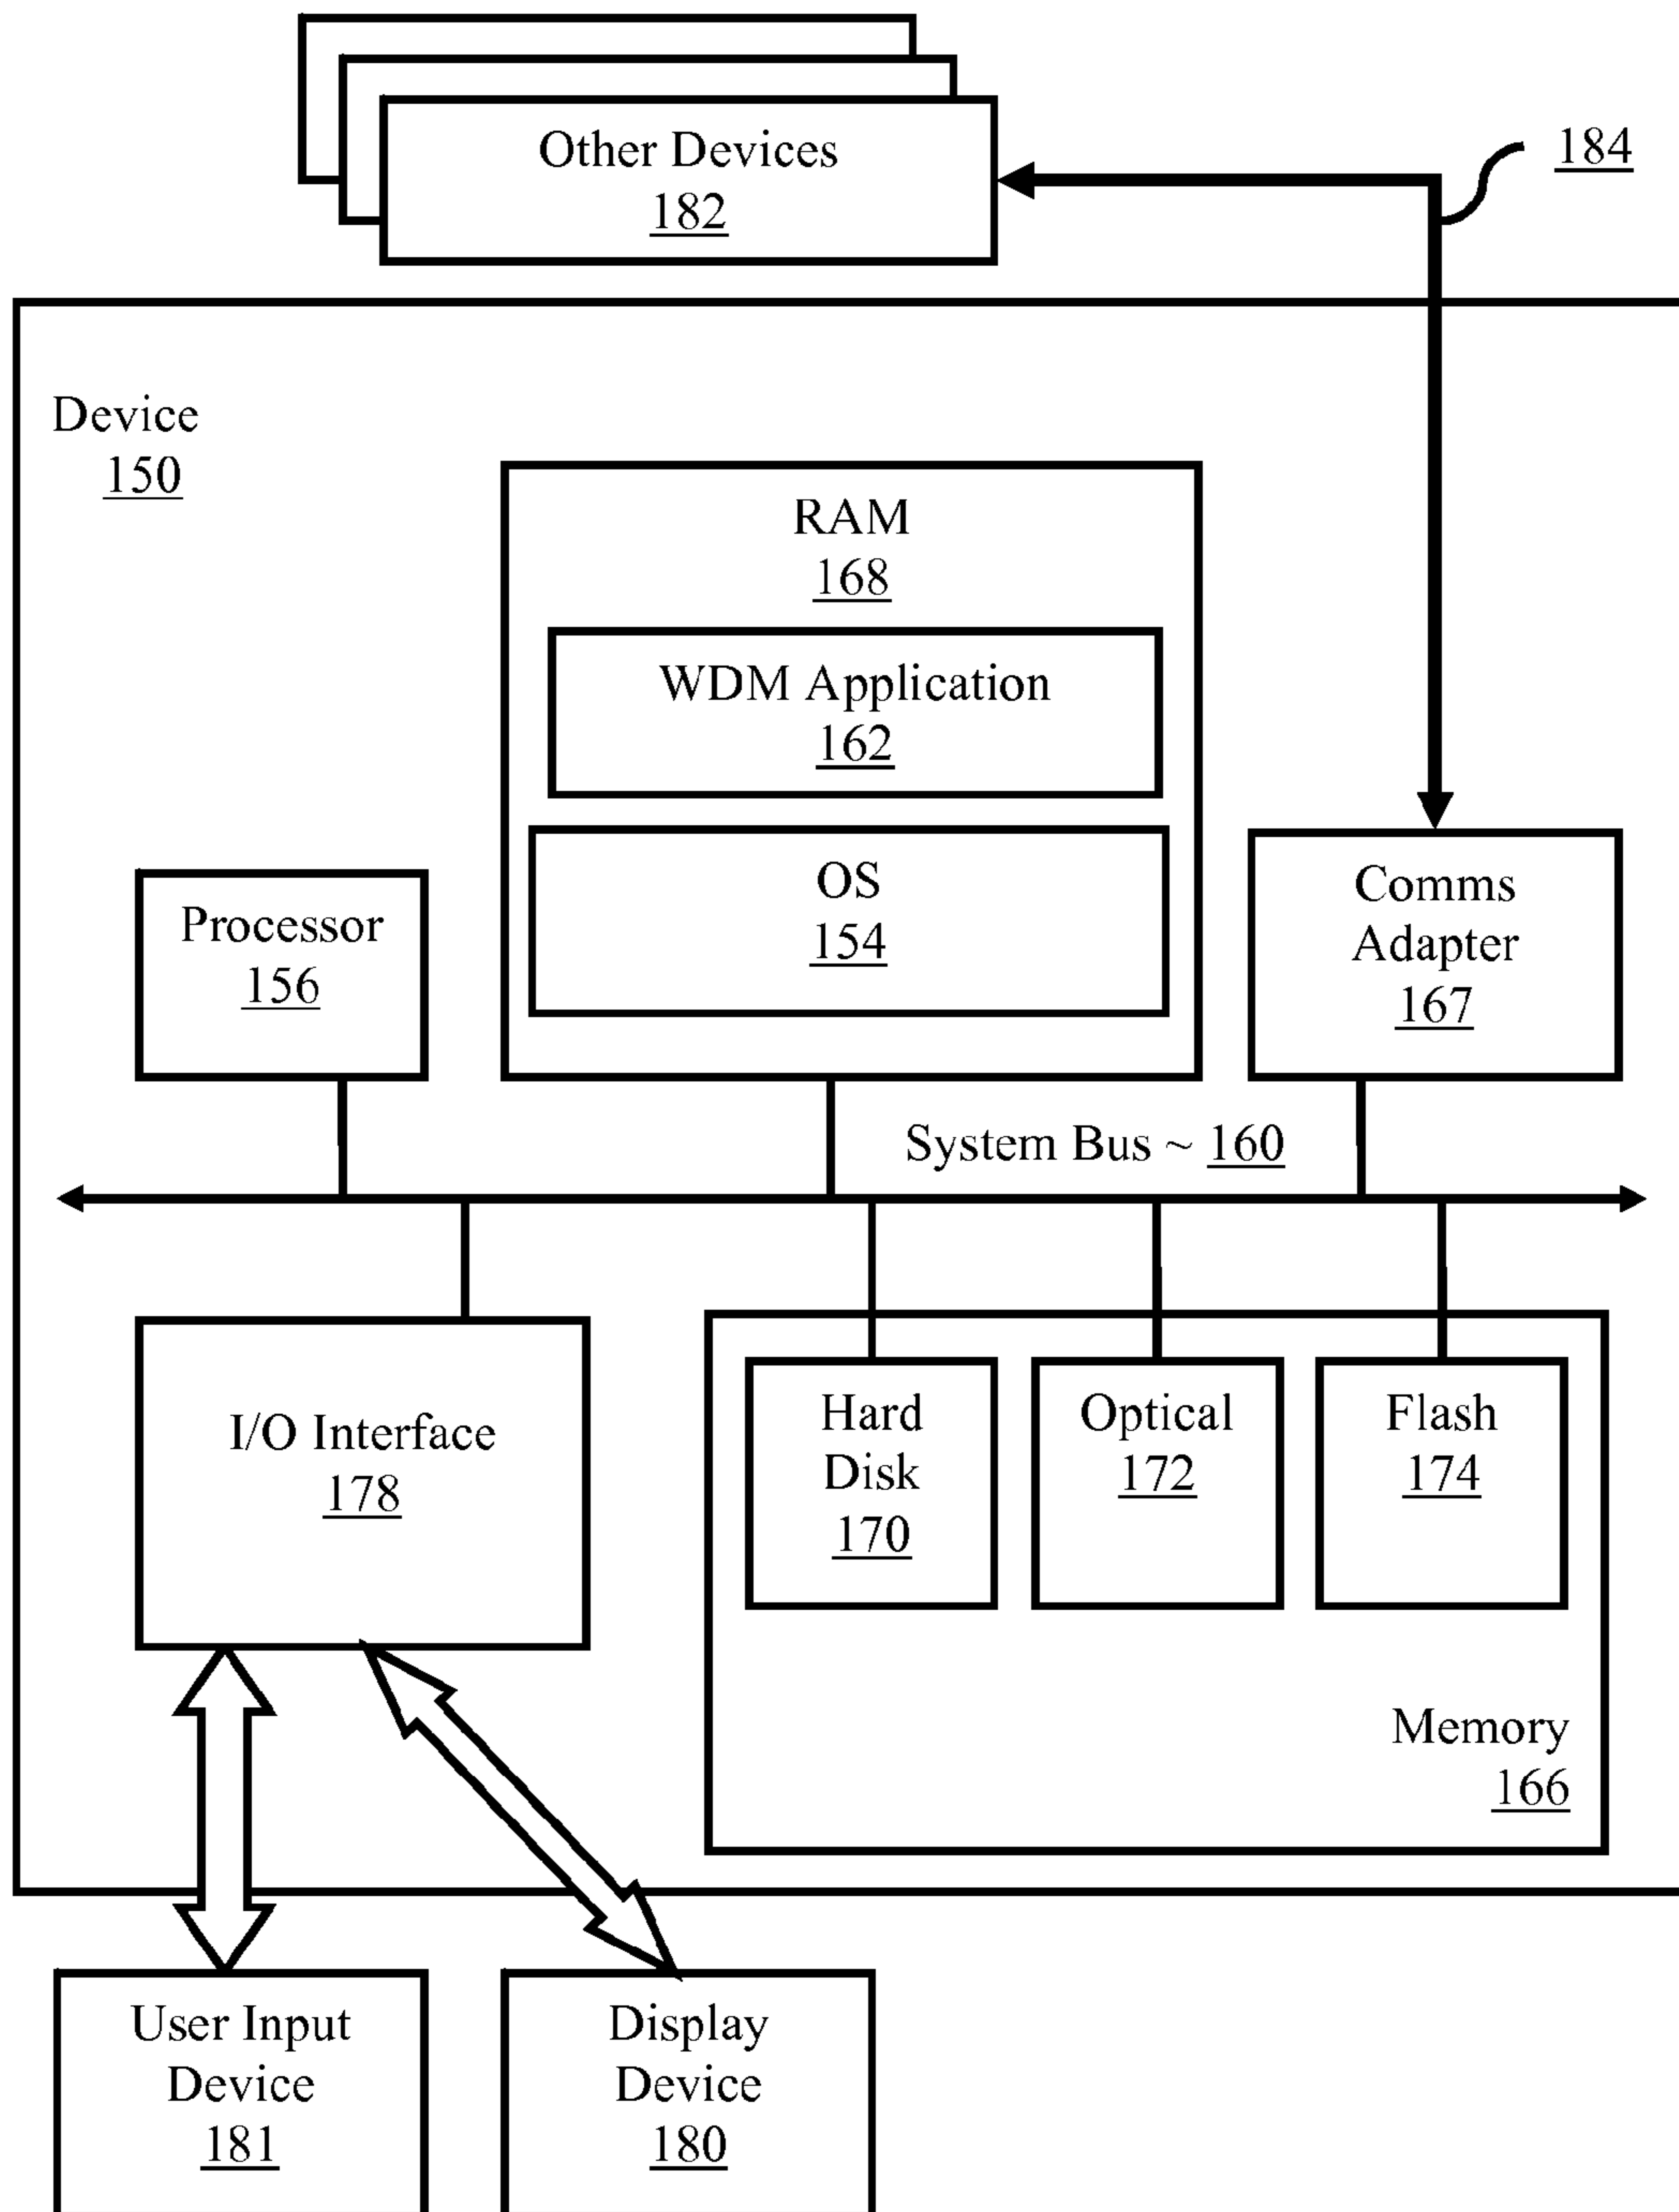 Other Devices
182
184
Device
150
RAM
168
WDM Application
162
OS
154
Processor
156
Comms
Adapter
167
System Bus ~ 160
I/O Interface
178
Hard
Disk
170
Optical
172
Flash
174
Memory
166
User Input
Device
181
Display
Device
180